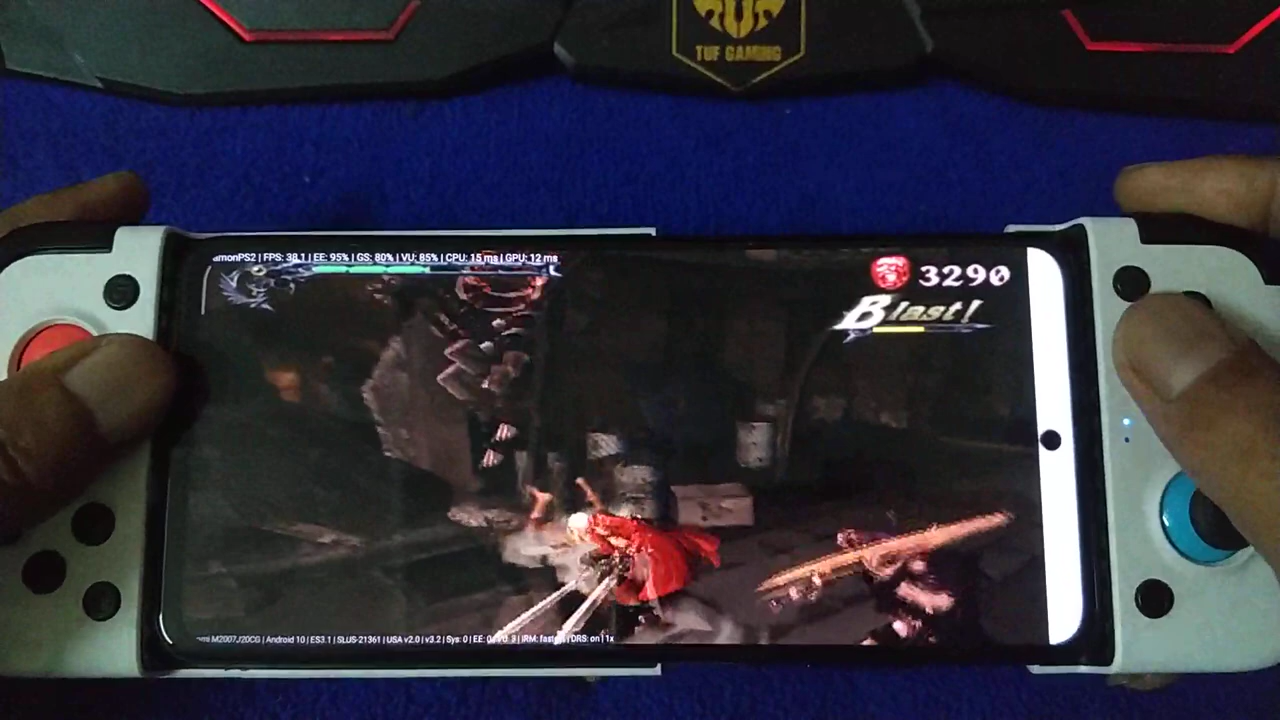 TUF GAMING
amonPS2 | FPS: 38.1 | EE: 95% | GS: 80% | VU: 85% | CPU: 15 ms | GPU: 12 ms
3290
Blast!
M2007J20CG | Android 10 | ES3.1 | SLUS-21361 | USA v2.0 | v3.2 | Sys: 0 | EE: IRM: DRS: on | 1x